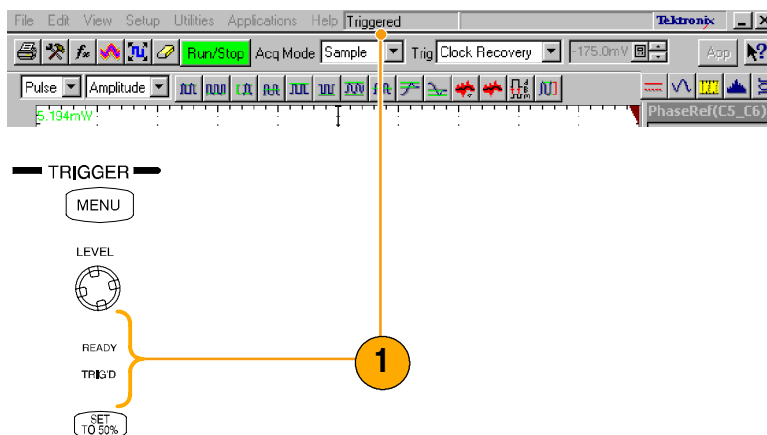 File Edit View Setup Utilities Applications Help Triggered Tektronix
fx Run/Stop Acq Mode Sample Trig Clock Recovery -175.0mV App
Pulse Amplitude
5.194mW
PhaseRef(C5_C6)
TRIGGER
MENU
LEVEL
READY
TRIG'D
1
SET
TO 50%